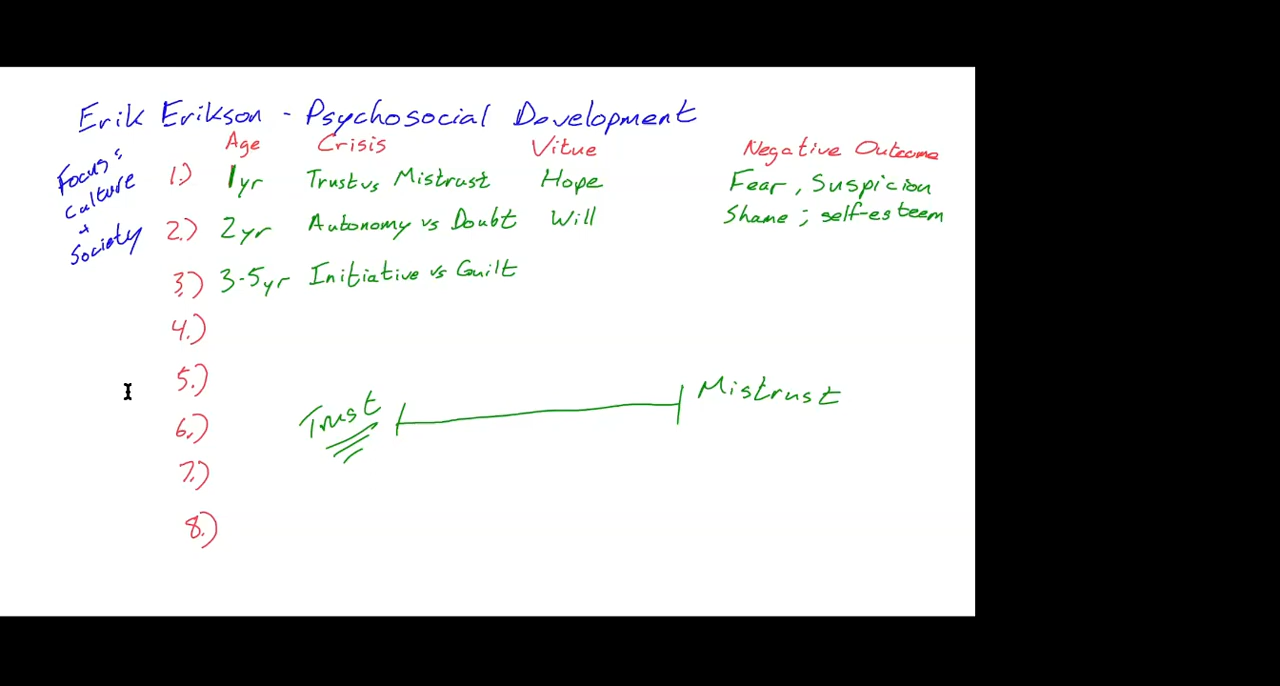 Erik Erikson - Psychosocial Development
Age Crisis Vitue Negative Outcome
Focus:
Culture
+
Society
1.) 1yr Trust vs Mistrust Hope Fear, Suspicion
2.) 2yr Autonomy vs Doubt Will Shame; self-esteem
3.) 3-5yr Initiative vs Guilt
4.)
5.)
Trust Mistrust
6.)
7.)
8.)